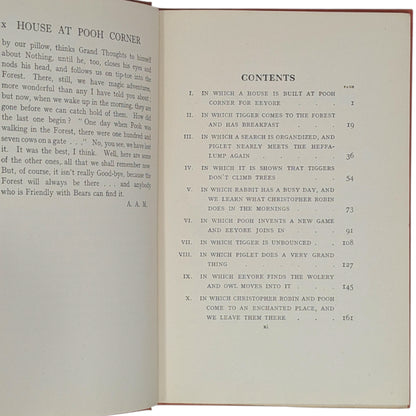 x HOUSE AT POOH CORNER
by our pillow, thinks Grand Thoughts to himself
about Nothing, until he, too, closes his eyes and
nods his head, and follows us on tip-toe into the
Forest. There, still, we have magic adventures,
more wonderful than any I have told you about;
but now, when we wake up in the morning, they are
gone before we can catch hold of them. How did
the last one begin? "One day when Pooh was
walking in the Forest, there were one hundred and
seven cows on a gate . . ." No, you see, we have lost
it. It was the best, I think. Well, here are some
of the other ones, all that we shall remember now.
But, of course, it isn't really Good-bye, because the
Forest will always be there . . . and anybody
who is Friendly with Bears can find it.
A. A. M.
CONTENTS
PAGE
I. IN WHICH A HOUSE IS BUILT AT POOH
CORNER FOR EEYORE . . . 1
II. IN WHICH TIGGER COMES TO THE FOREST
AND HAS BREAKFAST . . . 19
III. IN WHICH A SEARCH IS ORGANIZED, AND
PIGLET NEARLY MEETS THE HEFFA-
LUMP AGAIN . . . . 36
IV. IN WHICH IT IS SHOWN THAT TIGGERS
DON'T CLIMB TREES . . . 54
V. IN WHICH RABBIT HAS A BUSY DAY, AND
WE LEARN WHAT CHRISTOPHER ROBIN
DOES IN THE MORNINGS . . 73
VI. IN WHICH POOH INVENTS A NEW GAME
AND EEYORE JOINS IN . . 91
VII. IN WHICH TIGGER IS UNBOUNCED . 108
VIII. IN WHICH PIGLET DOES A VERY GRAND
THING . . . . . 127
IX. IN WHICH EEYORE FINDS THE WOLERY
AND OWL MOVES INTO IT . . 145
X. IN WHICH CHRISTOPHER ROBIN AND POOH
COME TO AN ENCHANTED PLACE, AND
WE LEAVE THEM THERE . . . 161
xi